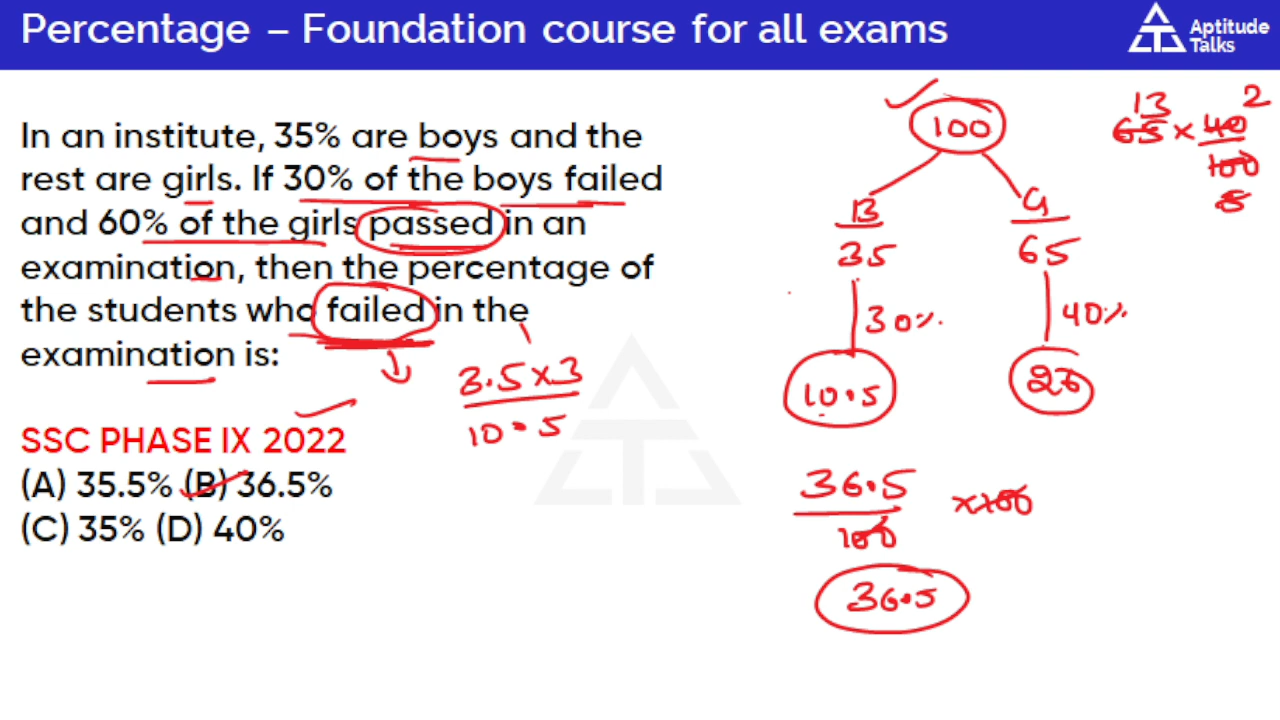 Percentage – Foundation course for all exams
Aptitude
Talks
In an institute, 35% are boys and the
rest are girls. If 30% of the boys failed
and 60% of the girls passed in an
examination, then the percentage of
the students who failed in the
examination is:
3.5×3
10.5
SSC PHASE IX 2022
(A) 35.5% (B) 36.5%
(C) 35% (D) 40%
100
B
35
G
65
30%
40%
10.5
26
13 2
65 × 40
100
5
36.5 ×100
100
36.5